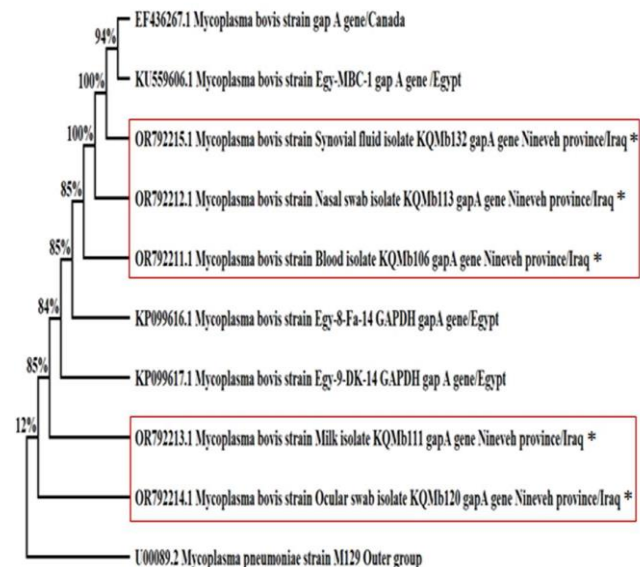 EF436267.1 Mycoplasma bovis strain gap A gene/Canada
94%
KU559606.1 Mycoplasma bovis strain Egy-MBC-1 gap A gene /Egypt
100%
OR792215.1 Mycoplasma bovis strain Synovial fluid isolate KQMb132 gapA gene Nineveh province/Iraq *
100%
OR792212.1 Mycoplasma bovis strain Nasal swab isolate KQMb113 gapA gene Nineveh province/Iraq *
85%
OR792211.1 Mycoplasma bovis strain Blood isolate KQMb106 gapA gene Nineveh province/Iraq *
85%
KP099616.1 Mycoplasma bovis strain Egy-8-Fa-14 GAPDH gapA gene/Egypt
84%
KP099617.1 Mycoplasma bovis strain Egy-9-DK-14 GAPDH gap A gene/Egypt
85%
OR792213.1 Mycoplasma bovis strain Milk isolate KQMb111 gapA gene Nineveh province/Iraq *
12%
OR792214.1 Mycoplasma bovis strain Ocular swab isolate KQMb120 gapA gene Nineveh province/Iraq *
U00089.2 Mycoplasma pneumoniae strain M129 Outer group